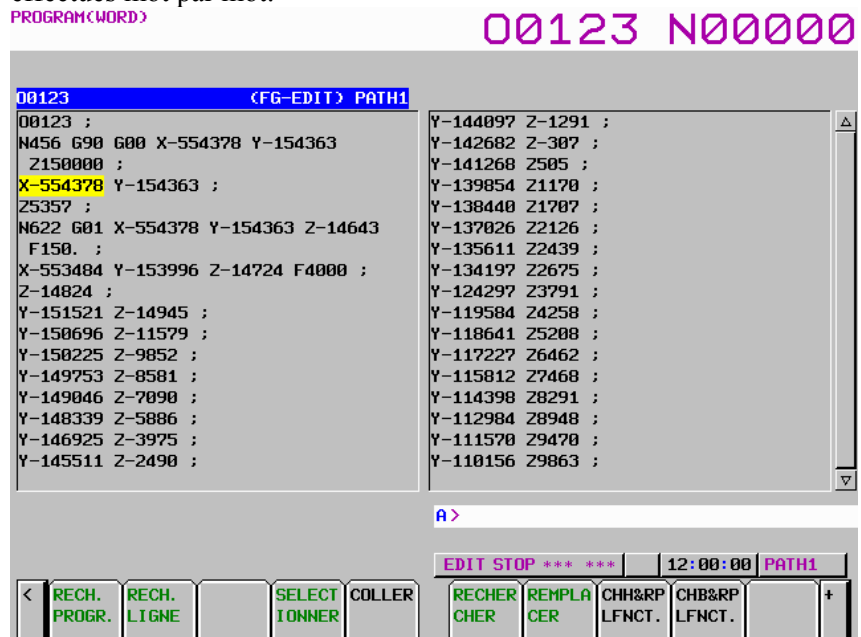 PROGRAM(WORD)
O0123 N00000
O0123 (FG-EDIT) PATH1
O0123 ;
N456 G90 G00 X-554378 Y-154363
Z150000 ;
X-554378 Y-154363 ;
Z5357 ;
N622 G01 X-554378 Y-154363 Z-14643
F150. ;
X-553484 Y-153996 Z-14724 F4000 ;
Z-14824 ;
Y-151521 Z-14945 ;
Y-150696 Z-11579 ;
Y-150225 Z-9852 ;
Y-149753 Z-8581 ;
Y-149046 Z-7090 ;
Y-148339 Z-5886 ;
Y-146925 Z-3975 ;
Y-145511 Z-2490 ;
Y-144097 Z-1291 ;
Y-142682 Z-307 ;
Y-141268 Z505 ;
Y-139854 Z1170 ;
Y-138440 Z1707 ;
Y-137026 Z2126 ;
Y-135611 Z2439 ;
Y-134197 Z2675 ;
Y-124297 Z3791 ;
Y-119584 Z4258 ;
Y-118641 Z5208 ;
Y-117227 Z6462 ;
Y-115812 Z7468 ;
Y-114398 Z8291 ;
Y-112984 Z8948 ;
Y-111570 Z9470 ;
Y-110156 Z9863 ;
A>
EDIT STOP *** *** 12:00:00 PATH1
< RECH. RECH. SELECT COLLER RECHER REMPLA CHH&RP CHB&RP +
PROGR. LIGNE IONNER CHER CER LFNCT. LFNCT.